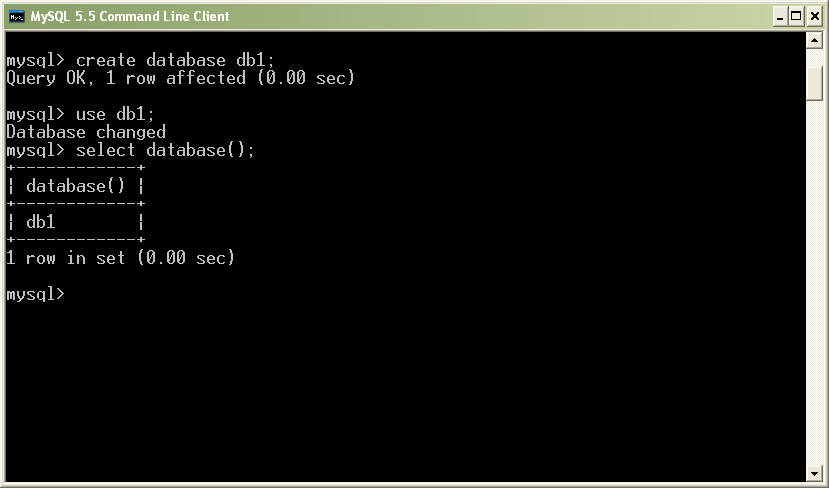 MySQL 5.5 Command Line Client
mysql> create database db1;
Query OK, 1 row affected (0.00 sec)
mysql> use db1;
Database changed
mysql> select database();
+------------+
| database() |
+------------+
| db1        |
+------------+
1 row in set (0.00 sec)
mysql>